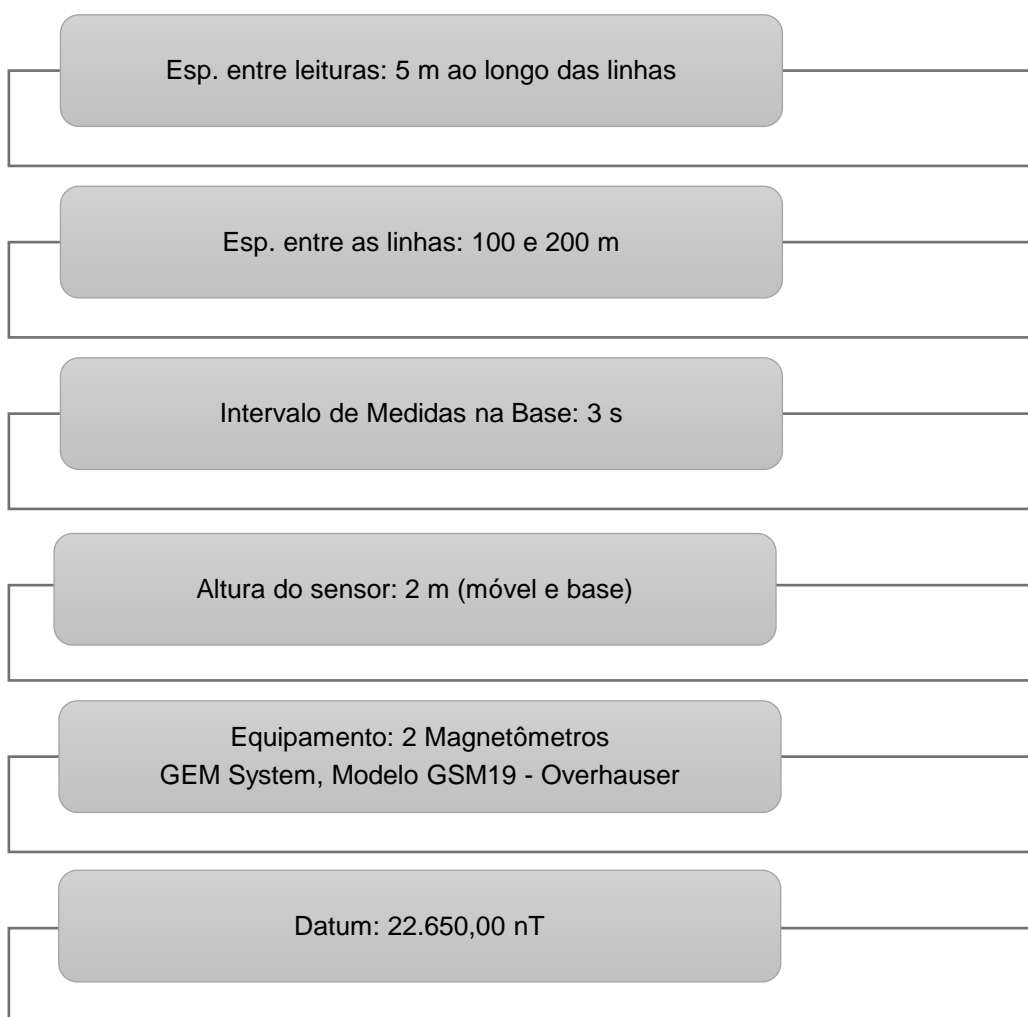 Esp. entre leituras: 5 m ao longo das linhas
Esp. entre as linhas: 100 e 200 m
Intervalo de Medidas na Base: 3 s
Altura do sensor: 2 m (móvel e base)
Equipamento: 2 Magnetômetros
GEM System, Modelo GSM19 - Overhauser
Datum: 22.650,00 nT